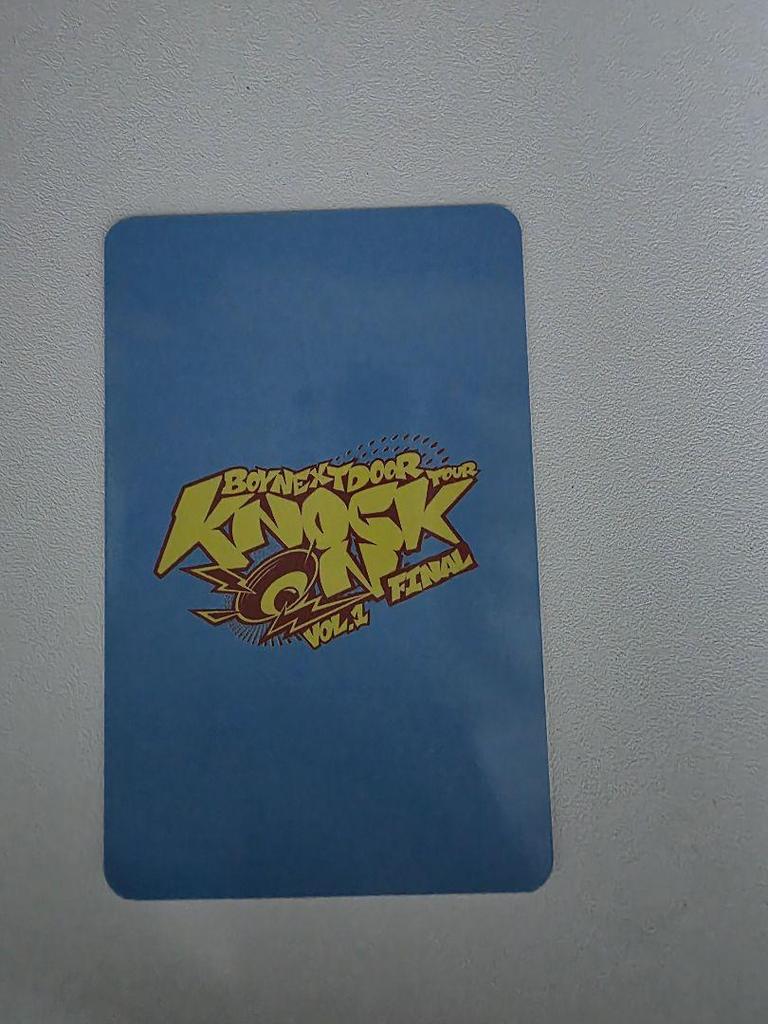 BOYNEXTDOOR TOUR
KNOCK
ON
FINAL
VOL.1